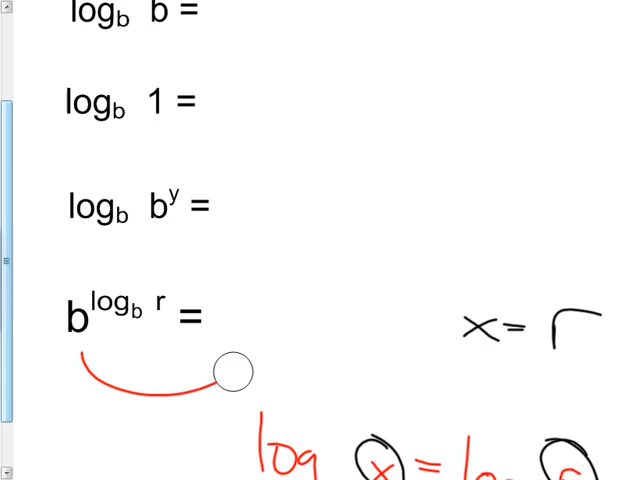 log_b b =
log_b 1 =
log_b b^y =
b^{log_b r} =
x = r
log x = log r